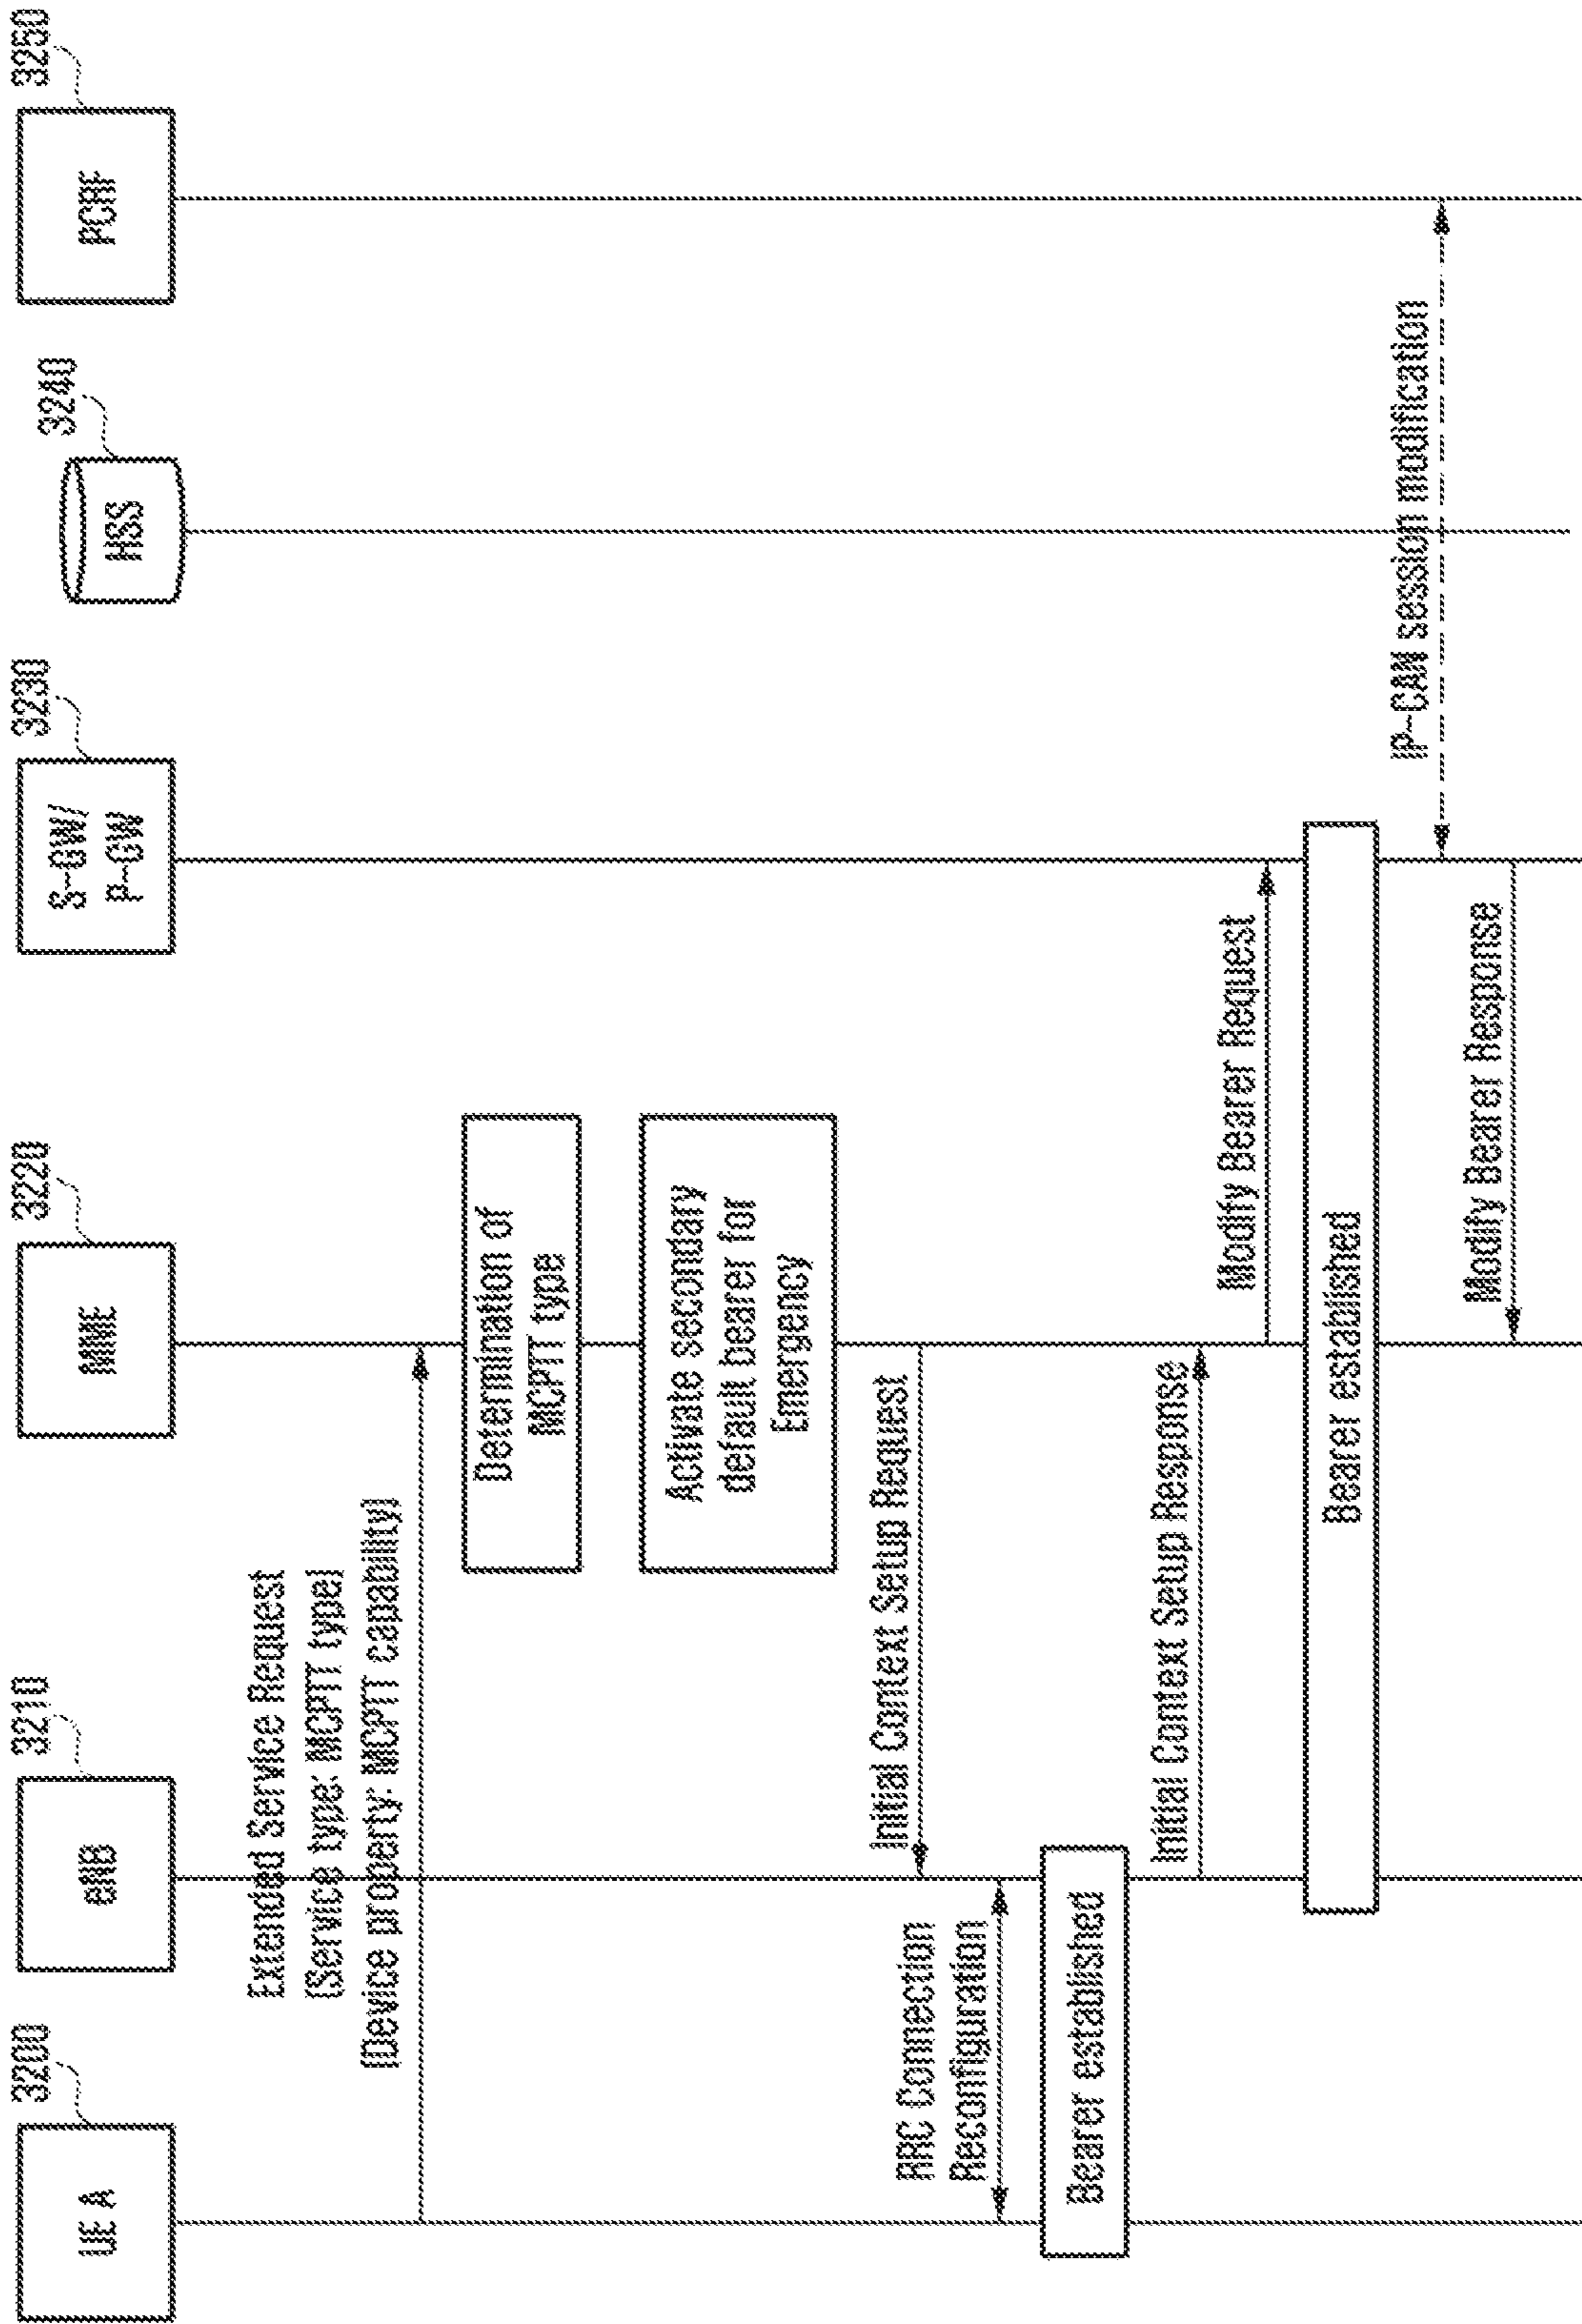 3200
3210
3220
3230
3240
3250
UE A
eNB
MME
S-GW/
P-GW
HSS
PCRF
Extended Service Request
(Service type: MCPTT type)
(Device property: MCPTT capability)
Determination of
MCPTT type
Activate secondary
default bearer for
Emergency
Initial Context Setup Request
RRC Connection
Reconfiguration
Bearer established
Initial Context Setup Response
Modify Bearer Request
Bearer established
IP-CAN session modification
Modify Bearer Response